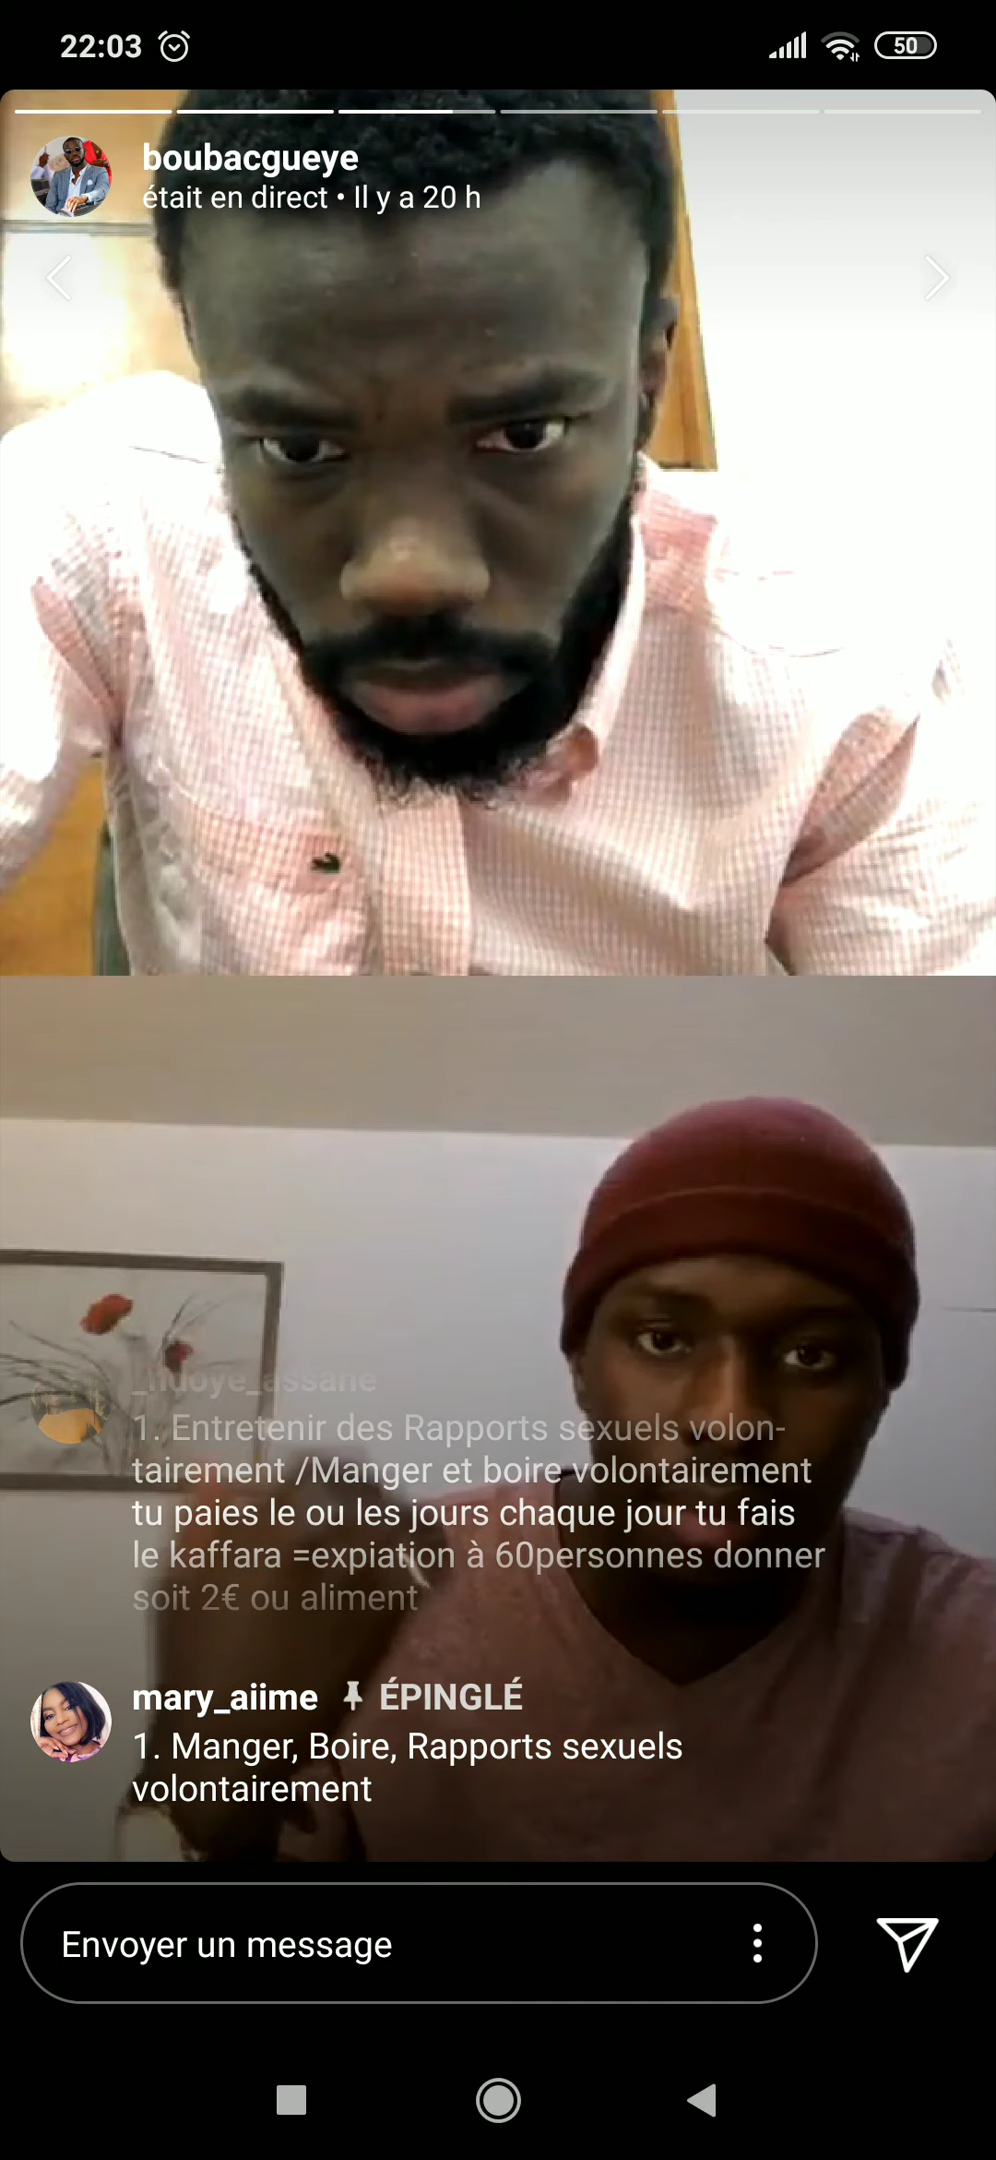 22:03
50
boubacgueye
était en direct • Il y a 20 h
_ndoye_assane
1. Entretenir des Rapports sexuels volon-
tairement /Manger et boire volontairement
tu paies le ou les jours chaque jour tu fais
le kaffara =expiation à 60personnes donner
soit 2€ ou aliment
mary_aiime ÉPINGLÉ
1. Manger, Boire, Rapports sexuels
volontairement
Envoyer un message